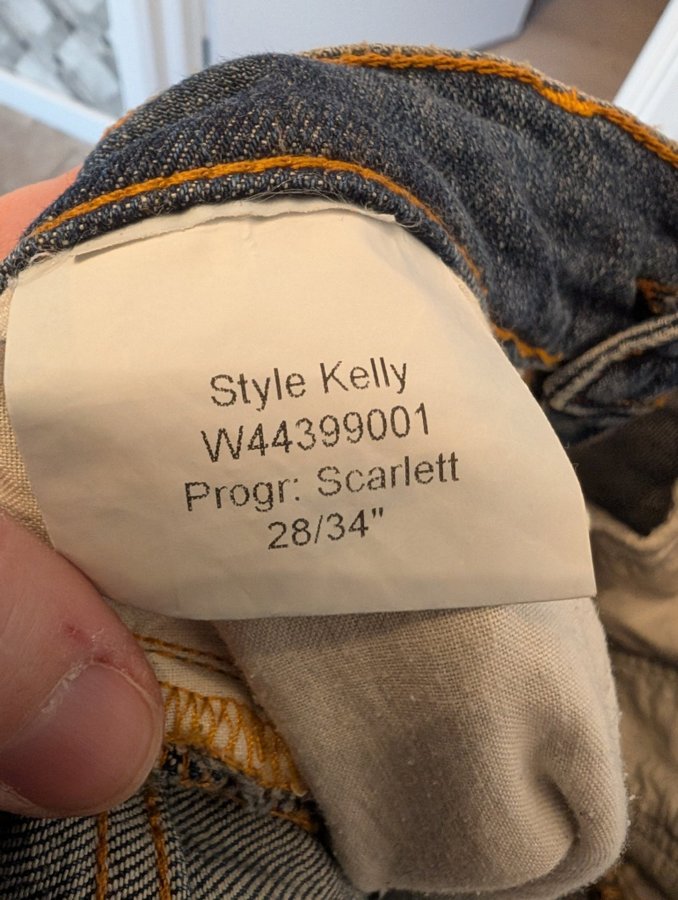 Style Kelly
W44399001
Progr: Scarlett
28/34"